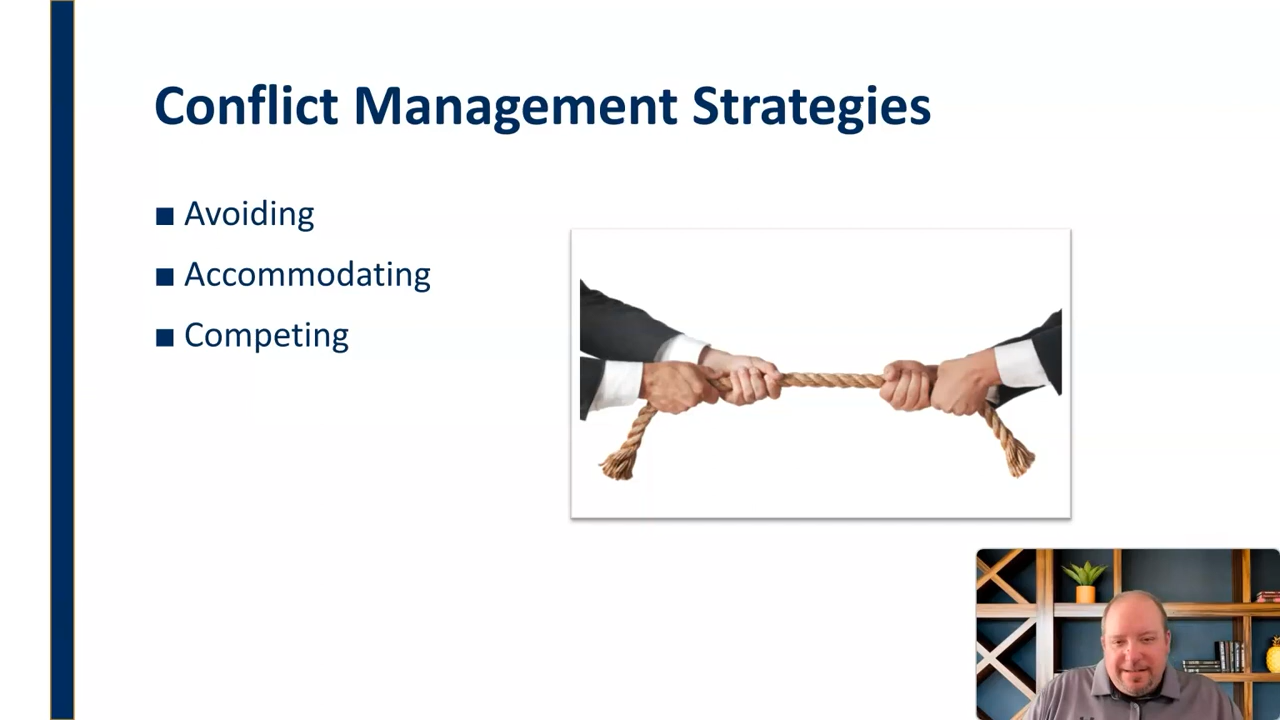 Conflict Management Strategies
■ Avoiding
■ Accommodating
■ Competing